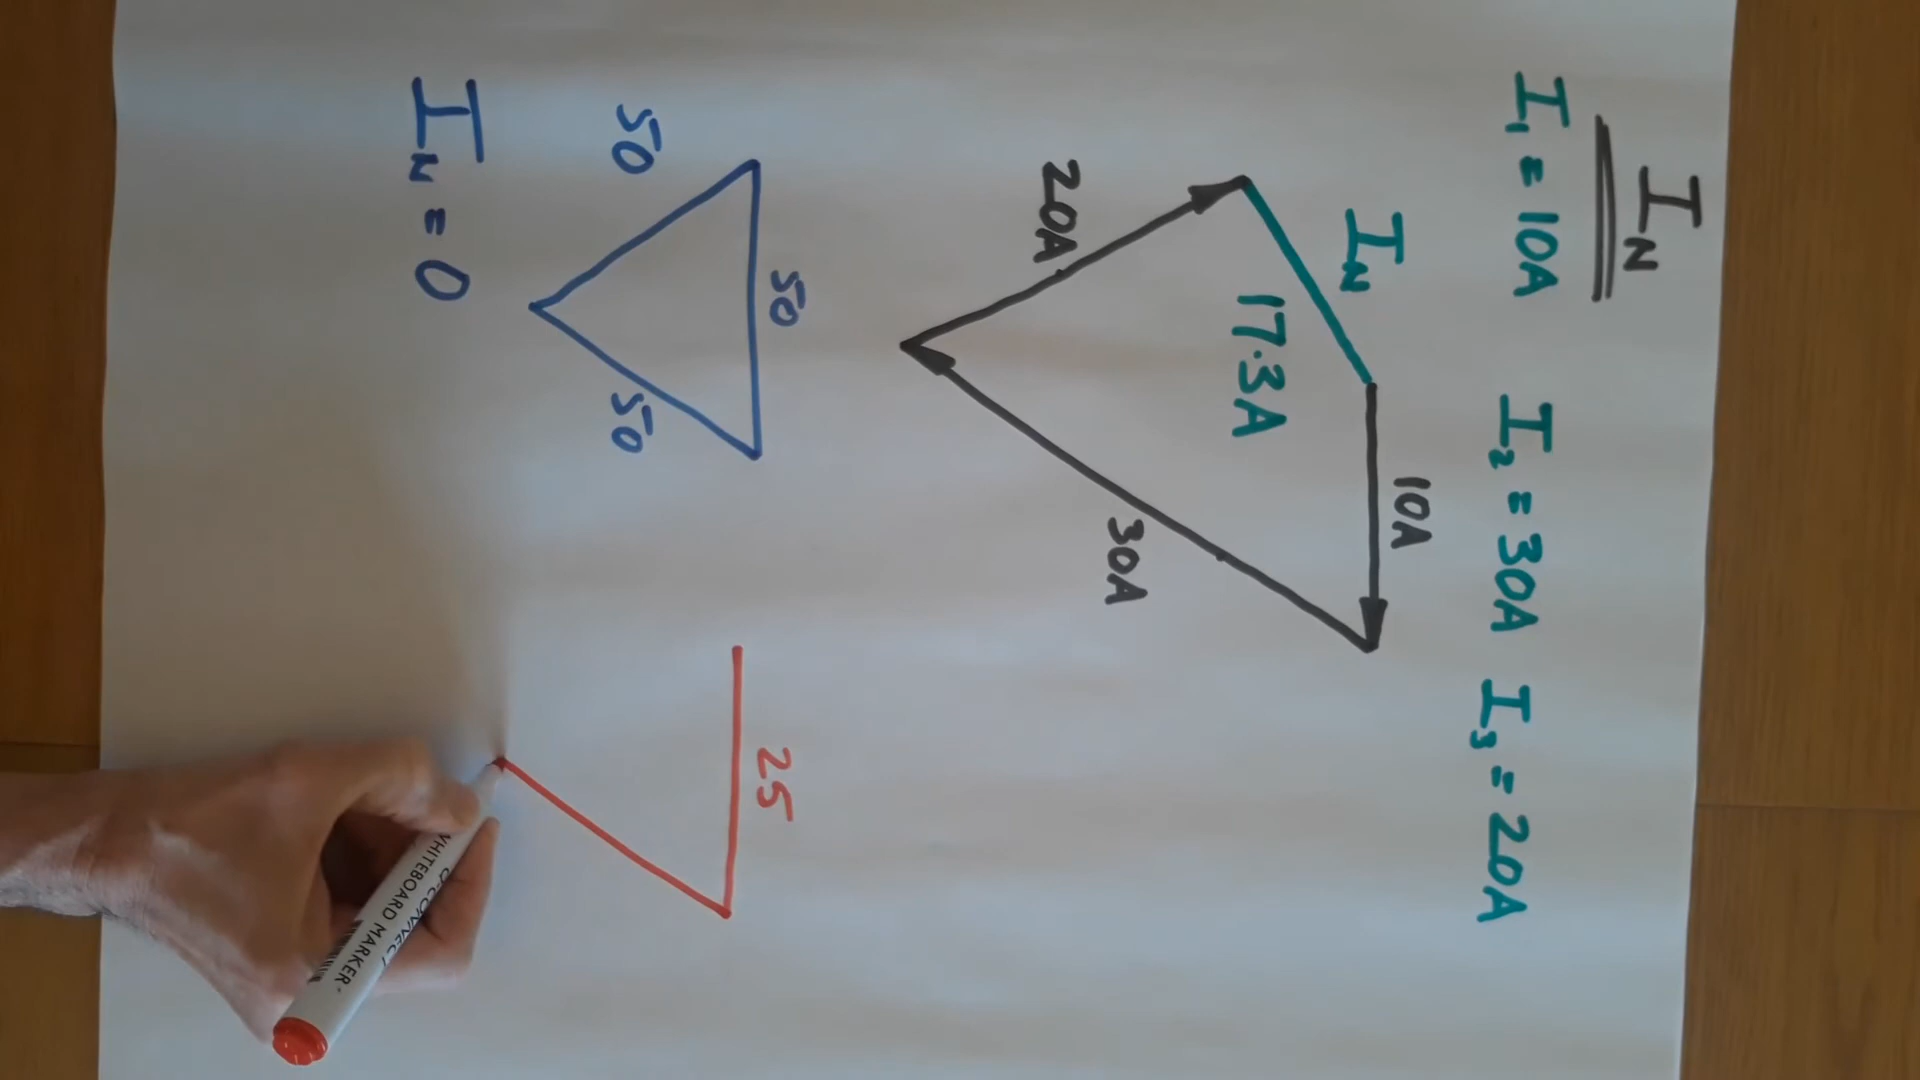 I_N
I₁ = 10A I₂ = 30A I₃ = 20A
I_N
10A
17.3A
20A
30A
50
50
50
25
I_N = 0
WHITEBOARD MARKER